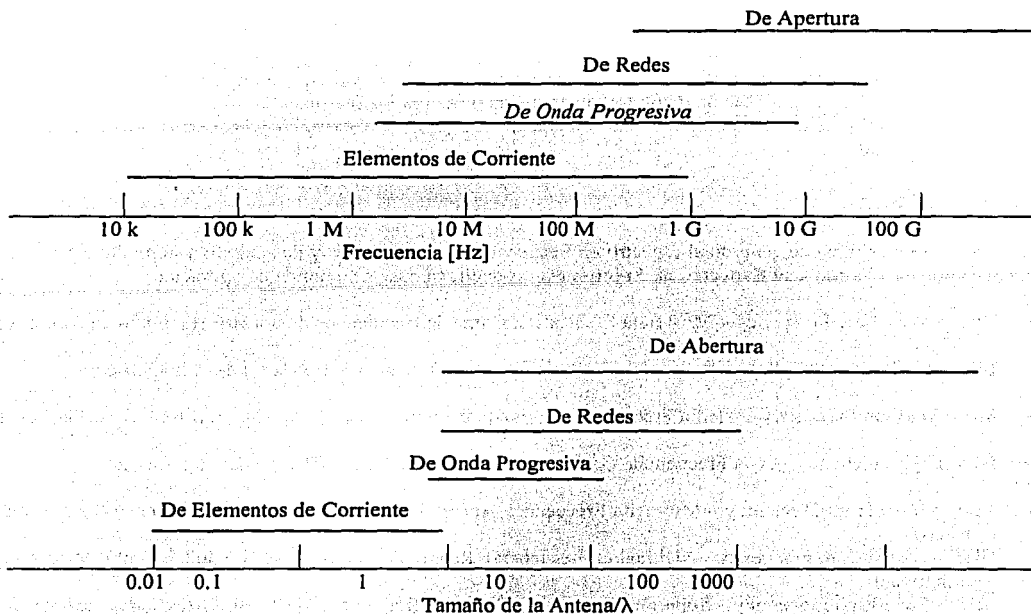 De Apertura
De Redes
De Onda Progresiva
Elementos de Corriente
10 k 100 k 1 M 10 M 100 M 1 G 10 G 100 G
Frecuencia [Hz]
De Abertura
De Redes
De Onda Progresiva
De Elementos de Corriente
0.01 0.1 1 10 100 1000
Tamaño de la Antena/λ